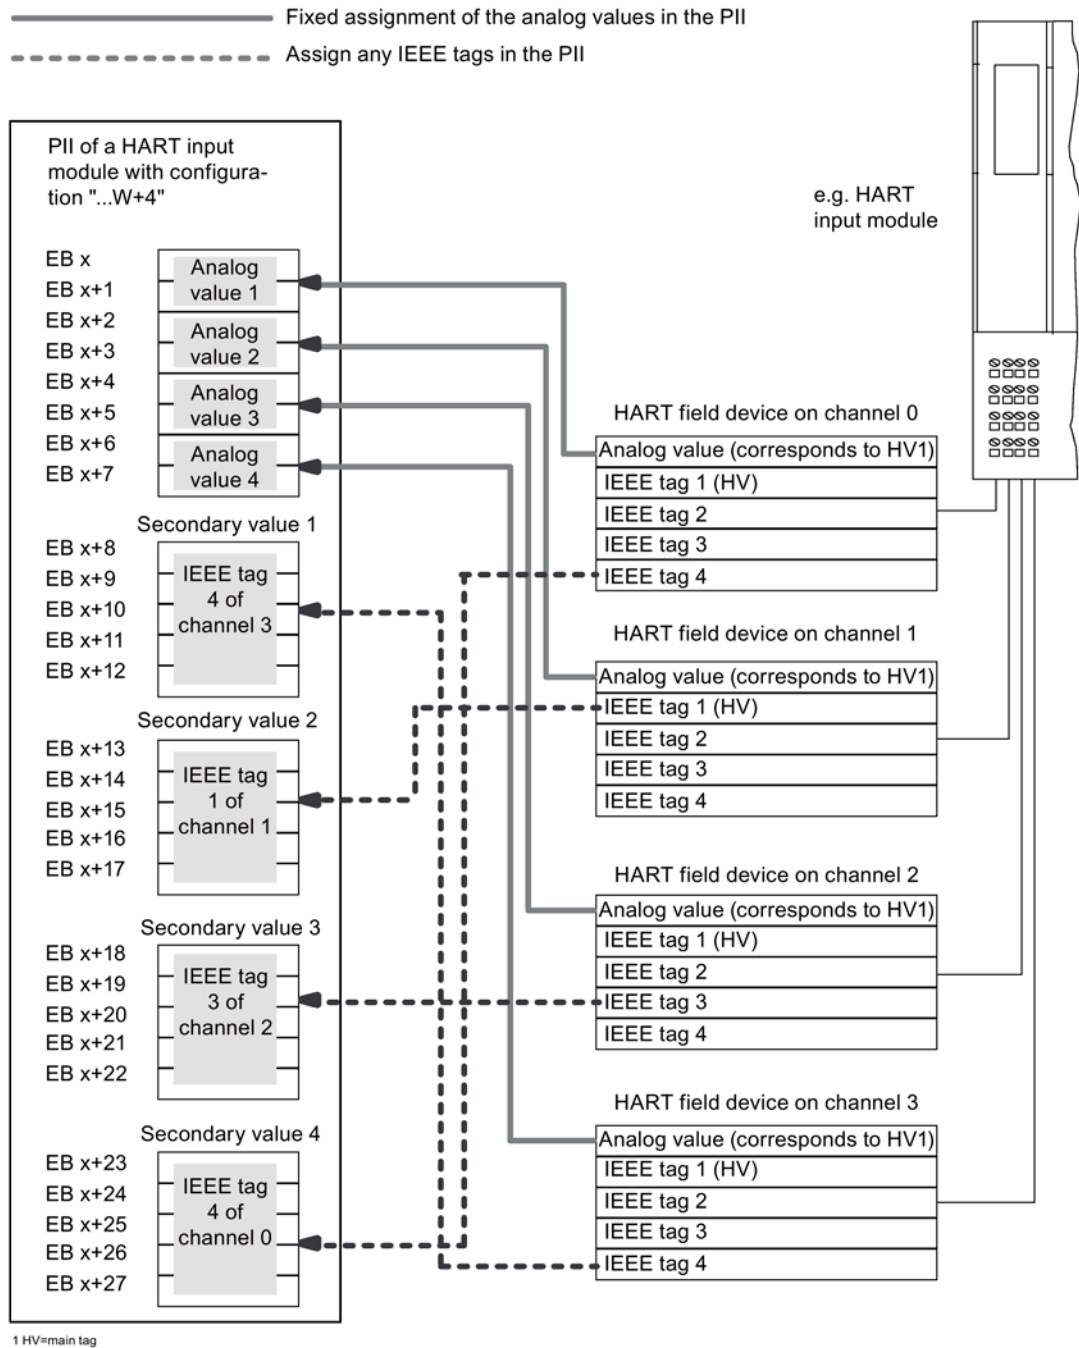 Fixed assignment of the analog values in the PII
Assign any IEEE tags in the PII
PII of a HART input
module with configura-
tion "...W+4"
e.g. HART
input module
EB x
EB x+1
EB x+2
EB x+3
EB x+4
EB x+5
EB x+6
EB x+7
Analog
value 1
Analog
value 2
Analog
value 3
Analog
value 4
Secondary value 1
EB x+8
EB x+9
EB x+10
EB x+11
EB x+12
IEEE tag
4 of
channel 3
Secondary value 2
EB x+13
EB x+14
EB x+15
EB x+16
EB x+17
IEEE tag
1 of
channel 1
Secondary value 3
EB x+18
EB x+19
EB x+20
EB x+21
EB x+22
IEEE tag
3 of
channel 2
Secondary value 4
EB x+23
EB x+24
EB x+25
EB x+26
EB x+27
IEEE tag
4 of
channel 0
HART field device on channel 0
Analog value (corresponds to HV1)
IEEE tag 1 (HV)
IEEE tag 2
IEEE tag 3
IEEE tag 4
HART field device on channel 1
Analog value (corresponds to HV1)
IEEE tag 1 (HV)
IEEE tag 2
IEEE tag 3
IEEE tag 4
HART field device on channel 2
Analog value (corresponds to HV1)
IEEE tag 1 (HV)
IEEE tag 2
IEEE tag 3
IEEE tag 4
HART field device on channel 3
Analog value (corresponds to HV1)
IEEE tag 1 (HV)
IEEE tag 2
IEEE tag 3
IEEE tag 4
1 HV=main tag